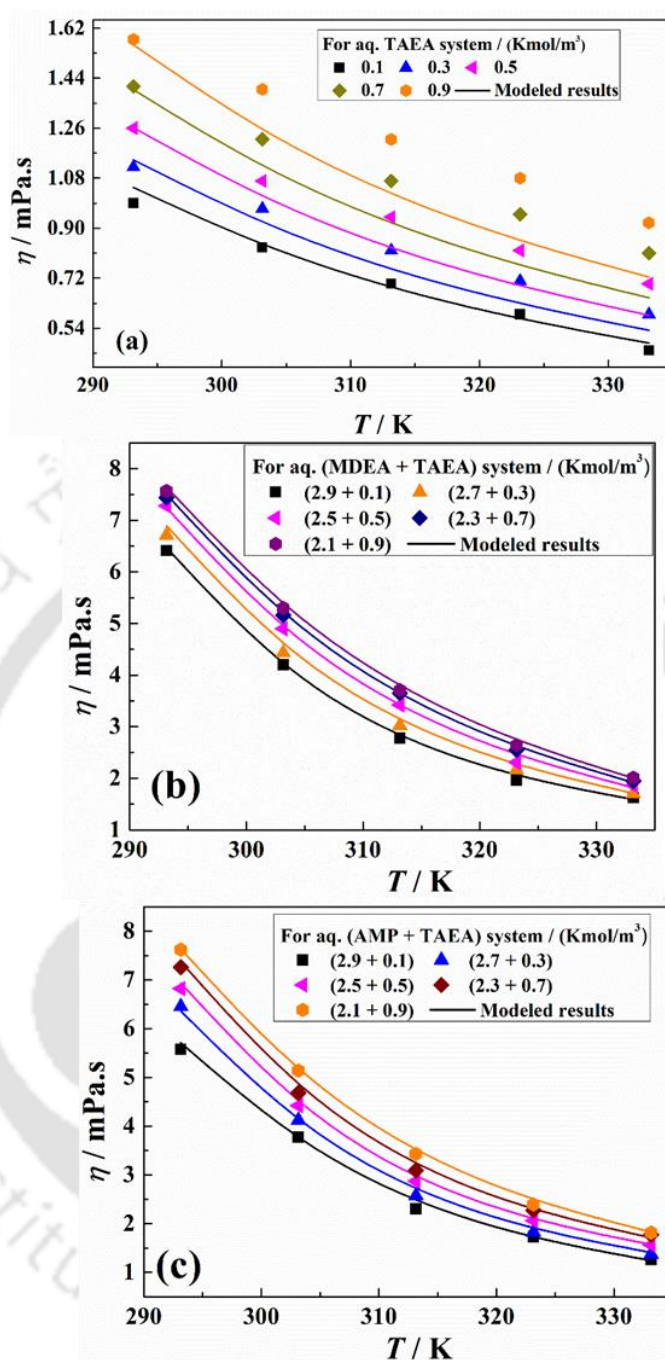 For aq. TAEA system / (Kmol/m³)
0.1 0.3 0.5
0.7 0.9 Modeled results
1.62
1.44
1.26
1.08
0.90
0.72
0.54
η / mPa.s
(a)
290 300 310 320 330
T / K
For aq. (MDEA + TAEA) system / (Kmol/m³)
(2.9 + 0.1) (2.7 + 0.3)
(2.5 + 0.5) (2.3 + 0.7)
(2.1 + 0.9) Modeled results
8
7
6
5
4
3
2
1
η / mPa.s
(b)
290 300 310 320 330
T / K
For aq. (AMP + TAEA) system / (Kmol/m³)
(2.9 + 0.1) (2.7 + 0.3)
(2.5 + 0.5) (2.3 + 0.7)
(2.1 + 0.9) Modeled results
8
7
6
5
4
3
2
1
η / mPa.s
(c)
290 300 310 320 330
T / K